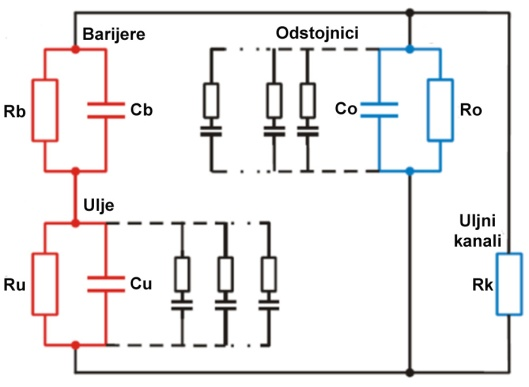 Barijere
Odstojnici
Rb
Cb
Co
Ro
Ulje
Uljni
kanali
Ru
Cu
Rk